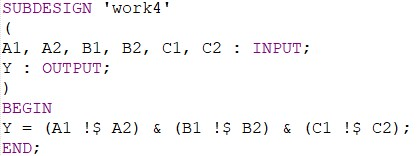 SUBDESIGN 'work4'
(
A1, A2, B1, B2, C1, C2 : INPUT;
Y : OUTPUT;
)
BEGIN
Y = (A1 !$ A2) & (B1 !$ B2) & (C1 !$ C2);
END;